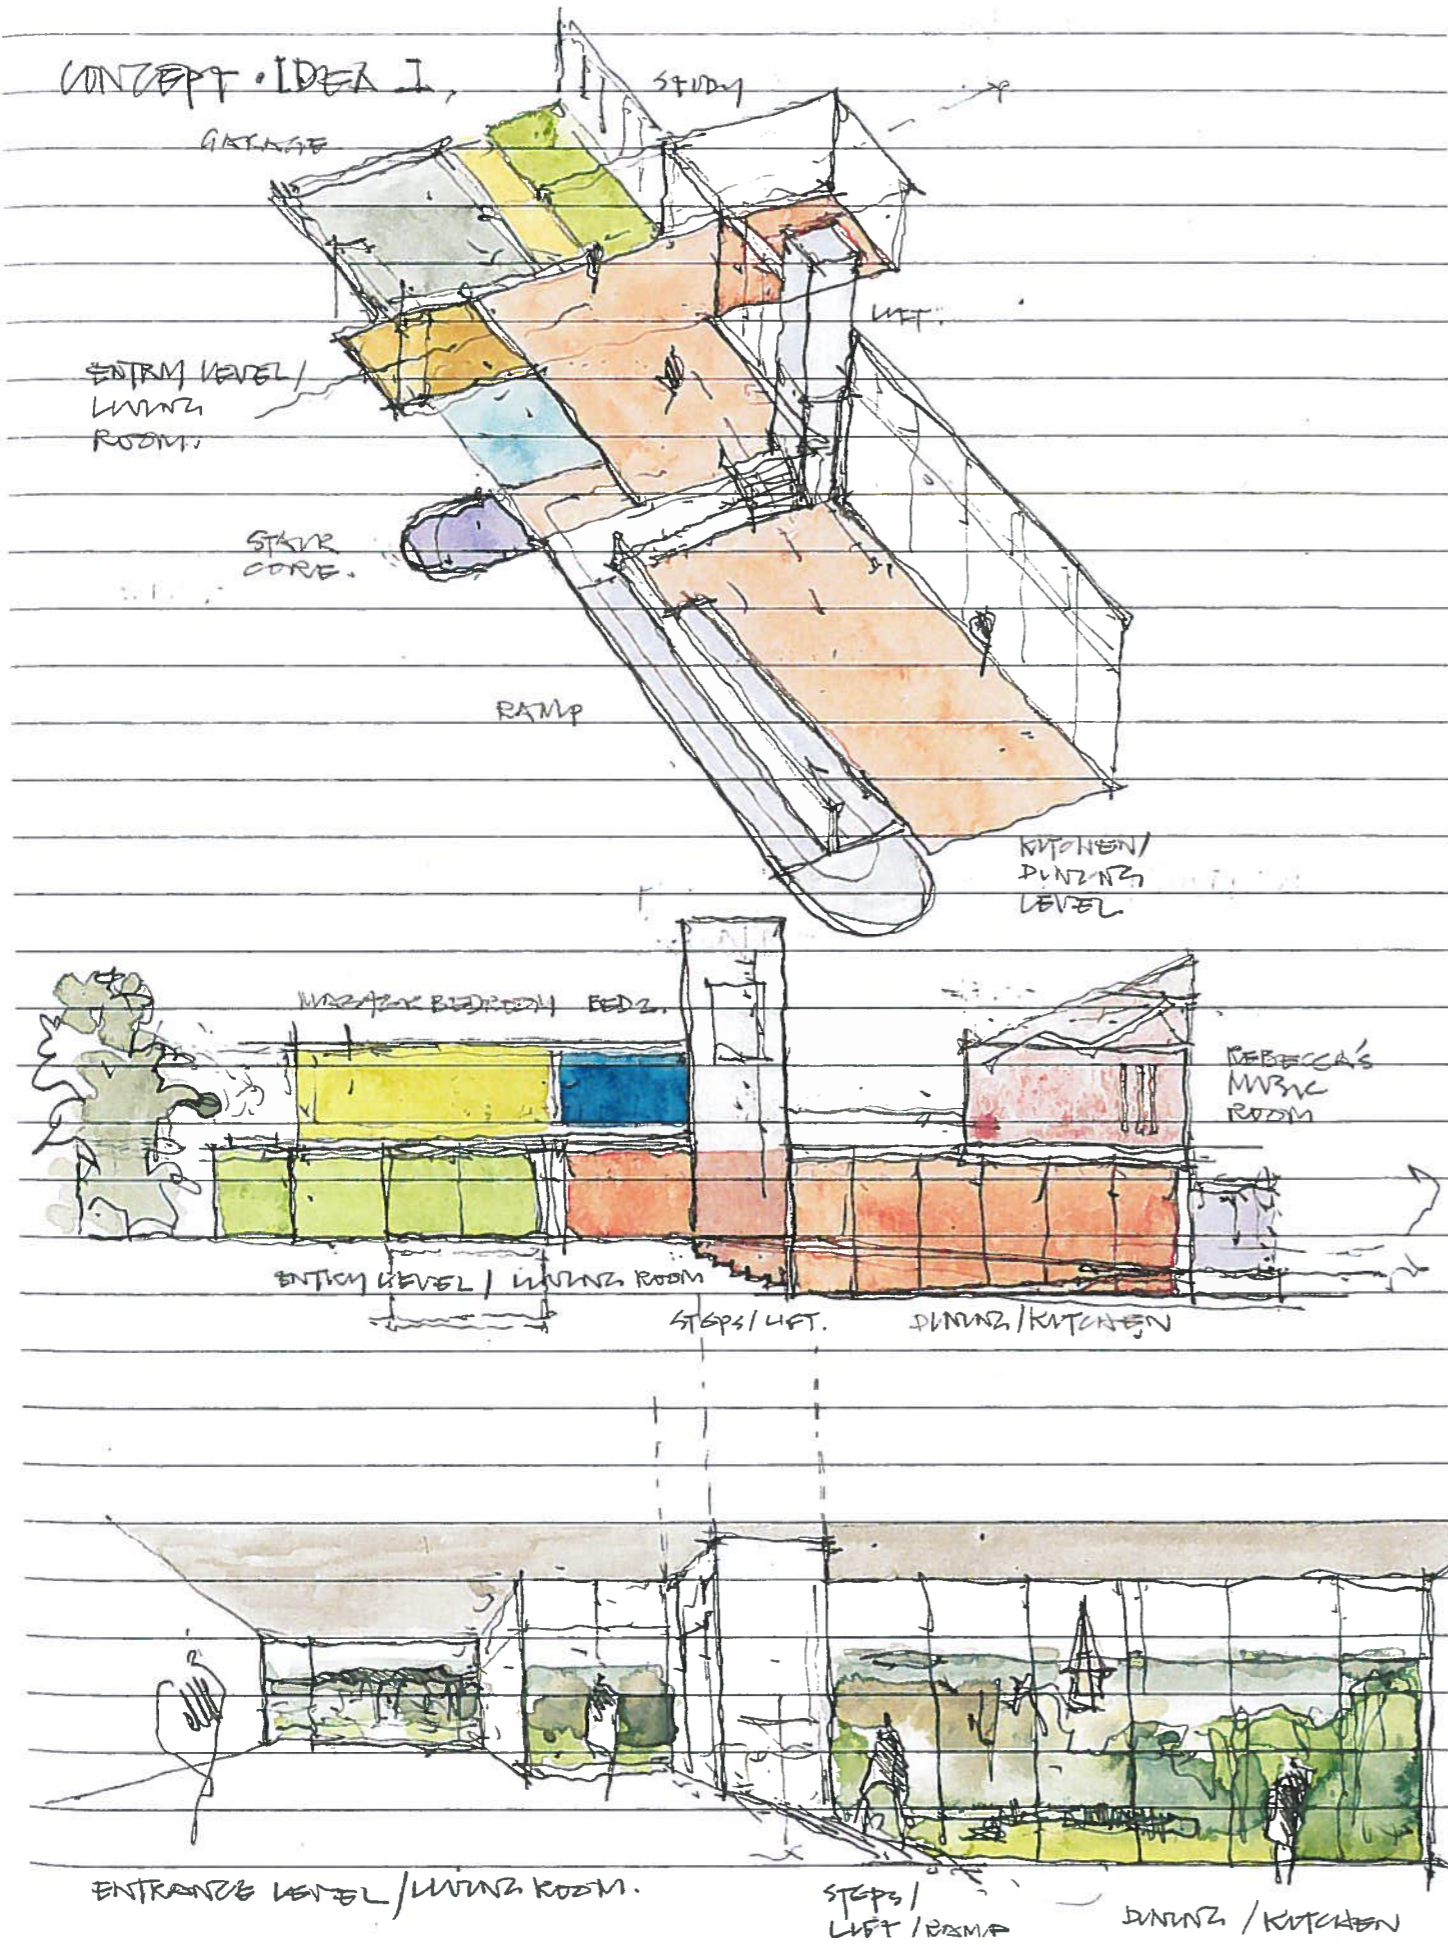 CONCEPT · IDEA 1,
STUDY
GARAGE
LIFT.
ENTRY LEVEL /
LIVING
ROOM.
STAIR
CORE.
RAMP
KITCHEN /
DINING
LEVEL.
MASTER BEDROOM BED 2.
REBECCA'S
MUSIC
ROOM
ENTRY LEVEL / LIVING ROOM
STEPS / LIFT.
DINING / KITCHEN
ENTRANCE LEVEL / LIVING ROOM.
STEPS /
LIFT / RAMP
DINING / KITCHEN